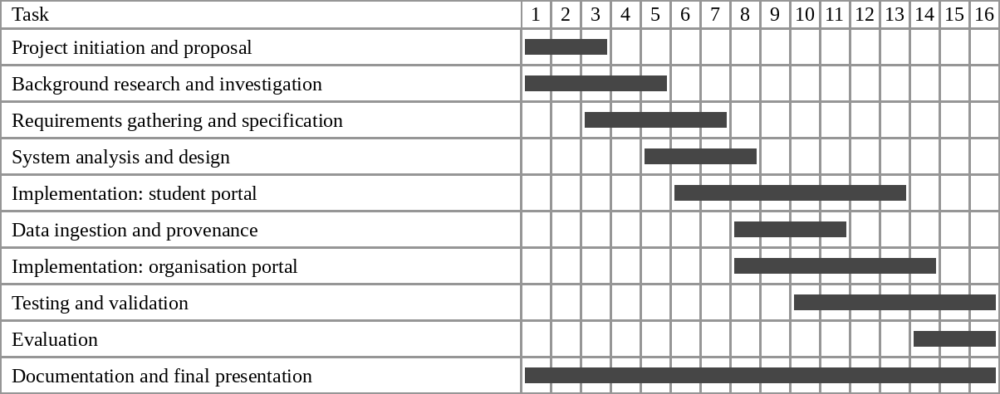 Task 1 2 3 4 5 6 7 8 9 10 11 12 13 14 15 16
Project initiation and proposal
Background research and investigation
Requirements gathering and specification
System analysis and design
Implementation: student portal
Data ingestion and provenance
Implementation: organisation portal
Testing and validation
Evaluation
Documentation and final presentation